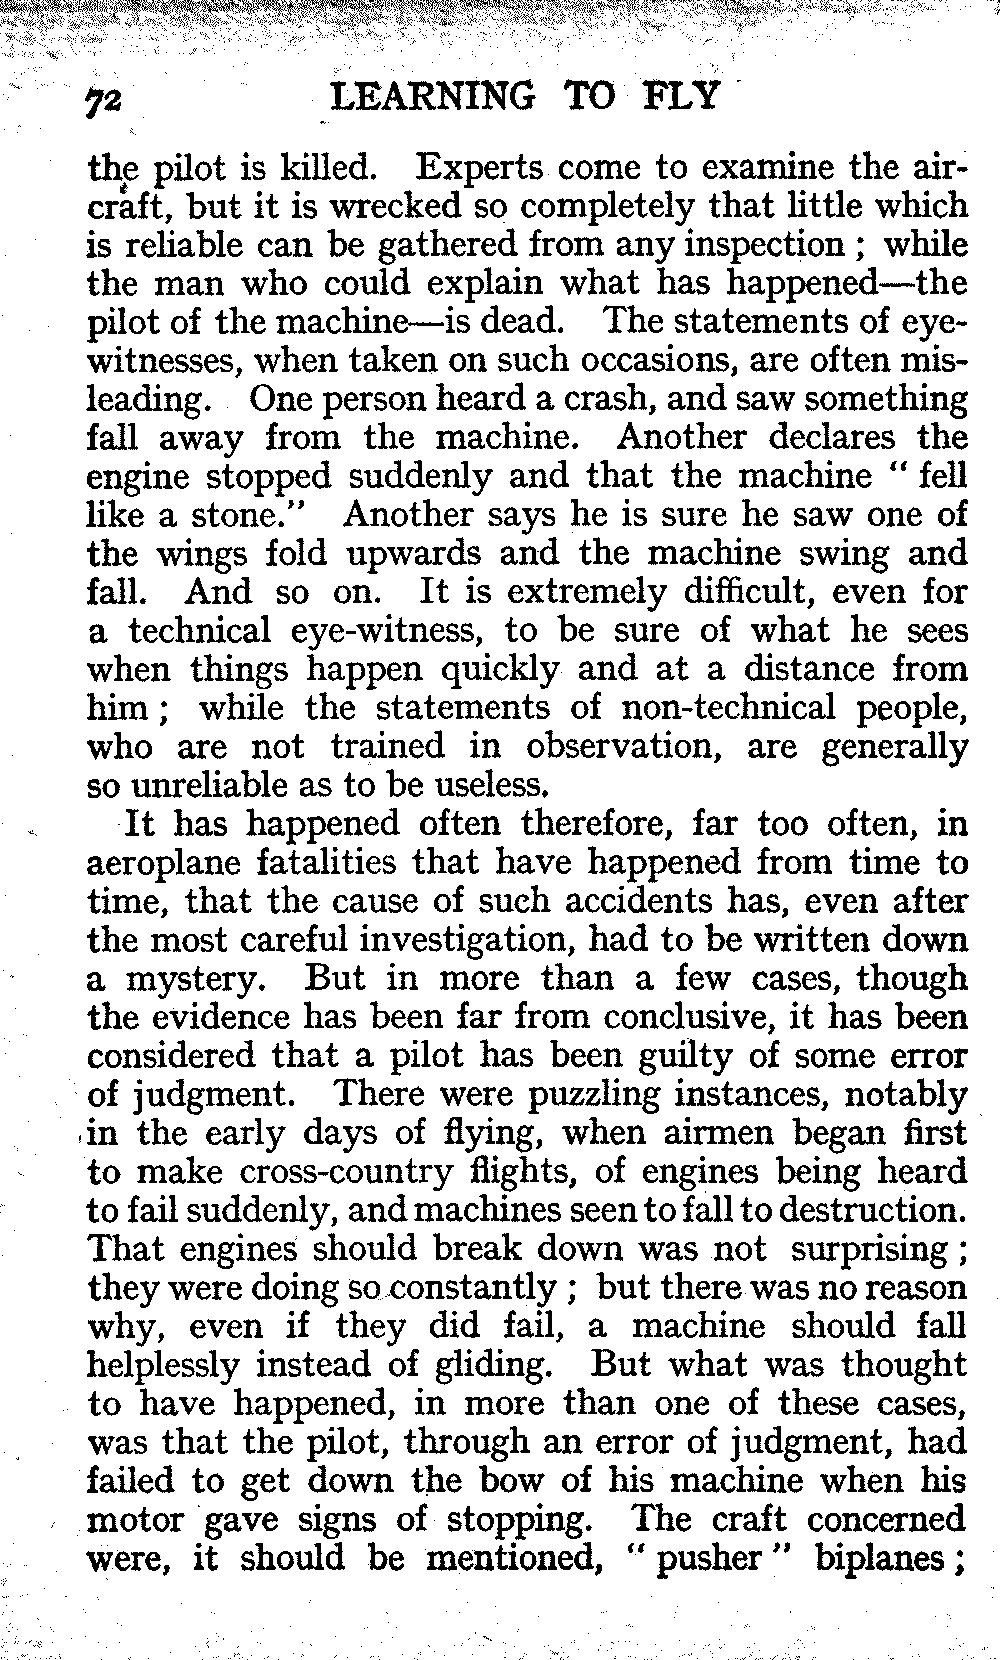 72 LEARNING TO FLY
the pilot is killed. Experts come to examine the air-
craft, but it is wrecked so completely that little which
is reliable can be gathered from any inspection ; while
the man who could explain what has happened—the
pilot of the machine—is dead. The statements of eye-
witnesses, when taken on such occasions, are often mis-
leading. One person heard a crash, and saw something
fall away from the machine. Another declares the
engine stopped suddenly and that the machine “ fell
like a stone.” Another says he is sure he saw one of
the wings fold upwards and the machine swing and
fall. And so on. It is extremely difficult, even for
a technical eye-witness, to be sure of what he sees
when things happen quickly and at a distance from
him ; while the statements of non-technical people,
who are not trained in observation, are generally
so unreliable as to be useless.
It has happened often therefore, far too often, in
aeroplane fatalities that have happened from time to
time, that the cause of such accidents has, even after
the most careful investigation, had to be written down
a mystery. But in more than a few cases, though
the evidence has been far from conclusive, it has been
considered that a pilot has been guilty of some error
of judgment. There were puzzling instances, notably
in the early days of flying, when airmen began first
to make cross-country flights, of engines being heard
to fail suddenly, and machines seen to fall to destruction.
That engines should break down was not surprising ;
they were doing so constantly ; but there was no reason
why, even if they did fail, a machine should fall
helplessly instead of gliding. But what was thought
to have happened, in more than one of these cases,
was that the pilot, through an error of judgment, had
failed to get down the bow of his machine when his
motor gave signs of stopping. The craft concerned
were, it should be mentioned, “ pusher ” biplanes ;